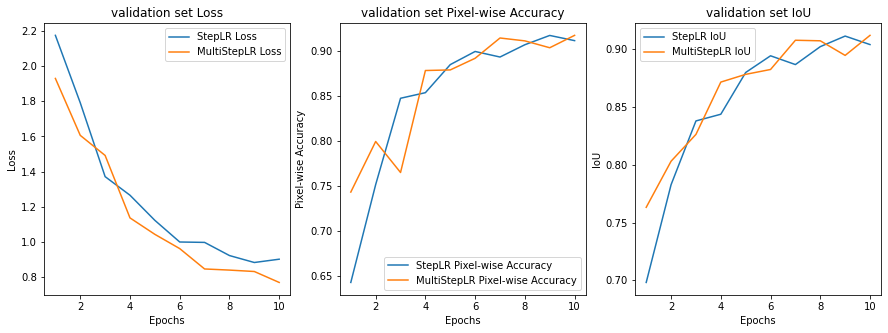 validation set Loss
2.2
2.0
1.8
1.6
1.4
1.2
1.0
0.8
Loss
StepLR Loss
MultiStepLR Loss
2
4
6
8
10
Epochs
validation set Pixel-wise Accuracy
0.90
0.85
0.80
0.75
0.70
0.65
Pixel-wise Accuracy
StepLR Pixel-wise Accuracy
MultiStepLR Pixel-wise Accuracy
2
4
6
8
10
Epochs
validation set IoU
0.90
0.85
0.80
0.75
0.70
IoU
StepLR IoU
MultiStepLR IoU
2
4
6
8
10
Epochs